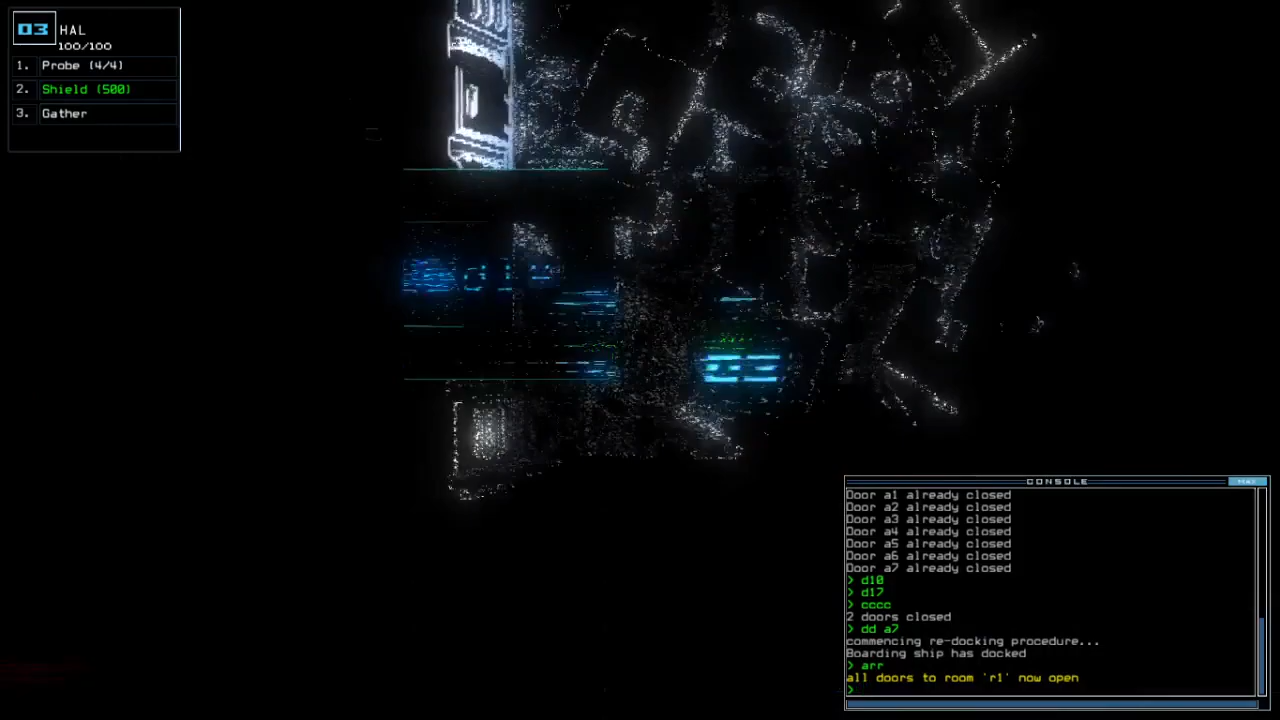 03 HAL
100/100
1. Probe (4/4)
2. Shield (500)
3. Gather
CONSOLE
Door a1 already closed
Door a2 already closed
Door a3 already closed
Door a4 already closed
Door a5 already closed
Door a6 already closed
Door a7 already closed
> d10
> d17
> cccc
2 doors closed
> dd a7
commencing re-docking procedure...
Boarding ship has docked
> arr
all doors to room 'r1' now open
>